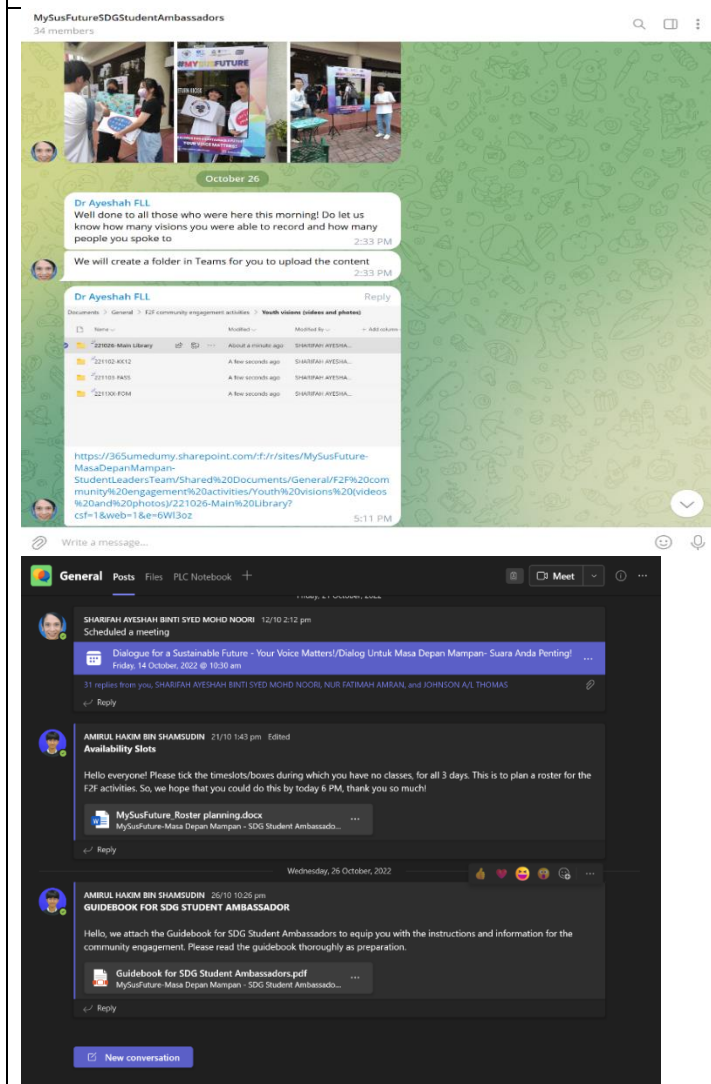 MySusFutureSDGStudentAmbassadors
34 members
#MYSUSFUTURE
YOUR VOICE MATTERS!
October 26
Dr Ayeshah FLL
Well done to all those who were here this morning! Do let us
know how many visions you were able to record and how many
people you spoke to
2:33 PM
We will create a folder in Teams for you to upload the content
2:33 PM
Dr Ayeshah FLL
Reply
Documents > General > F2F community engagement activities > Youth visions (videos and photos)
Name
Modified
Modified By
+ Add column
221026-Main Library
About a minute ago
SHARIFAH AYESHA...
221102-KK12
A few seconds ago
SHARIFAH AYESHA...
221103-PASS
A few seconds ago
SHARIFAH AYESHA...
2211XX-FOM
A few seconds ago
SHARIFAH AYESHA...
https://365umedumy.sharepoint.com/:f:/r/sites/MySusFuture-
MasaDepanMampan-
StudentLeadersTeam/Shared%20Documents/General/F2F%20com
munity%20engagement%20activities/Youth%20visions%20(videos
%20and%20photos)/221026-Main%20Library?
csf=1&web=1&e=6Wl3oz
5:11 PM
Write a message...
General Posts Files PLC Notebook +
Meet
Friday, 21 October, 2022
SHARIFAH AYESHAH BINTI SYED MOHD NOORI 12/10 2:12 pm
Scheduled a meeting
Dialogue for a Sustainable Future - Your Voice Matters!/Dialog Untuk Masa Depan Mampan- Suara Anda Penting!
Friday, 14 October, 2022 @ 10:30 am
31 replies from you, SHARIFAH AYESHAH BINTI SYED MOHD NOORI, NUR FATIMAH AMRAN, and JOHNSON A/L THOMAS
Reply
AMIRUL HAKIM BIN SHAMSUDIN 21/10 1:43 pm Edited
Availability Slots
Hello everyone! Please tick the timeslots/boxes during which you have no classes, for all 3 days. This is to plan a roster for the
F2F activities. So, we hope that you could do this by today 6 PM, thank you so much!
MySusFuture_Roster planning.docx
MySusFuture-Masa Depan Mampan - SDG Student Ambassado...
Reply
Wednesday, 26 October, 2022
AMIRUL HAKIM BIN SHAMSUDIN 26/10 10:26 pm
GUIDEBOOK FOR SDG STUDENT AMBASSADOR
Hello, we attach the Guidebook for SDG Student Ambassadors to equip you with the instructions and information for the
community engagement. Please read the guidebook thoroughly as preparation.
Guidebook for SDG Student Ambassadors.pdf
MySusFuture-Masa Depan Mampan - SDG Student Ambassado...
Reply
New conversation